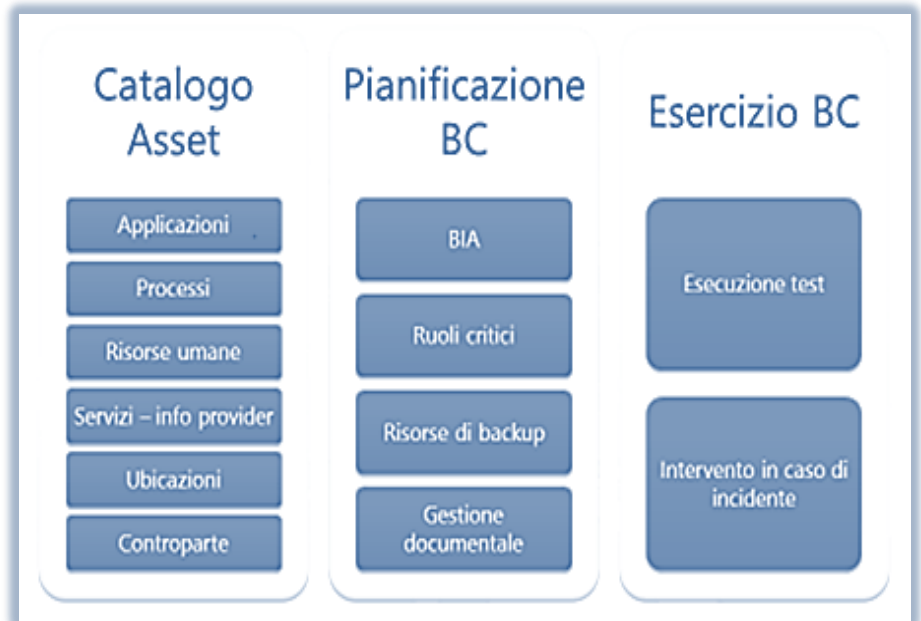 Catalogo
Asset
Applicazioni
Processi
Risorse umane
Servizi – info provider
Ubicazioni
Controparte
Pianificazione
BC
BIA
Ruoli critici
Risorse di backup
Gestione
documentale
Esercizio BC
Esecuzione test
Intervento in caso di
incidente